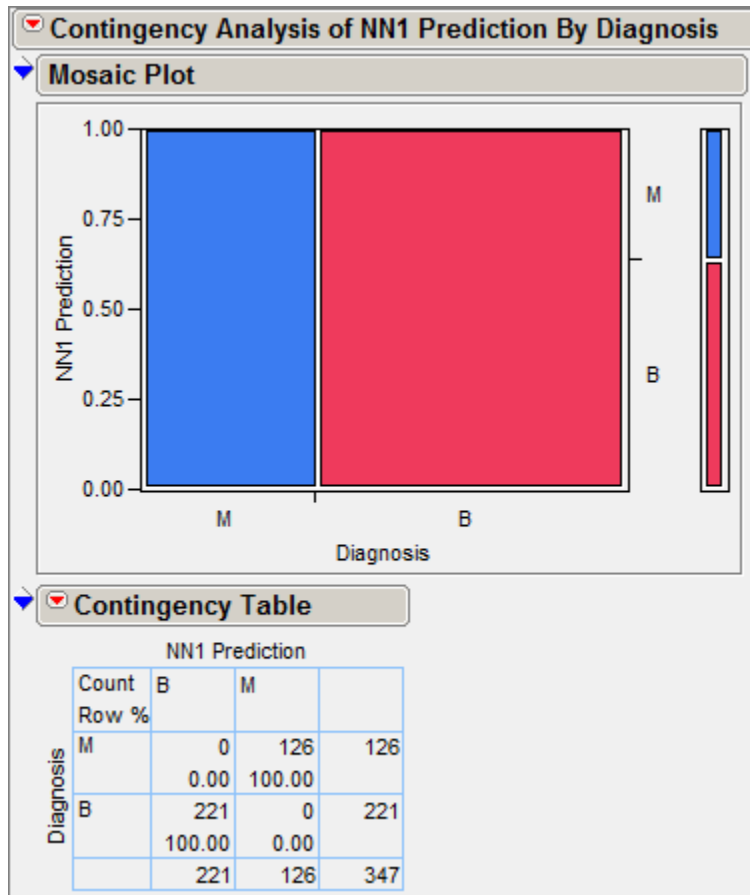 Contingency Analysis of NN1 Prediction By Diagnosis
Mosaic Plot
1.00
0.75
0.50
0.25
0.00
NN1 Prediction
M
B
M B
Diagnosis
Contingency Table
NN1 Prediction
Diagnosis
Count B M
Row %
M 0 126 126
0.00 100.00
B 221 0 221
100.00 0.00
221 126 347